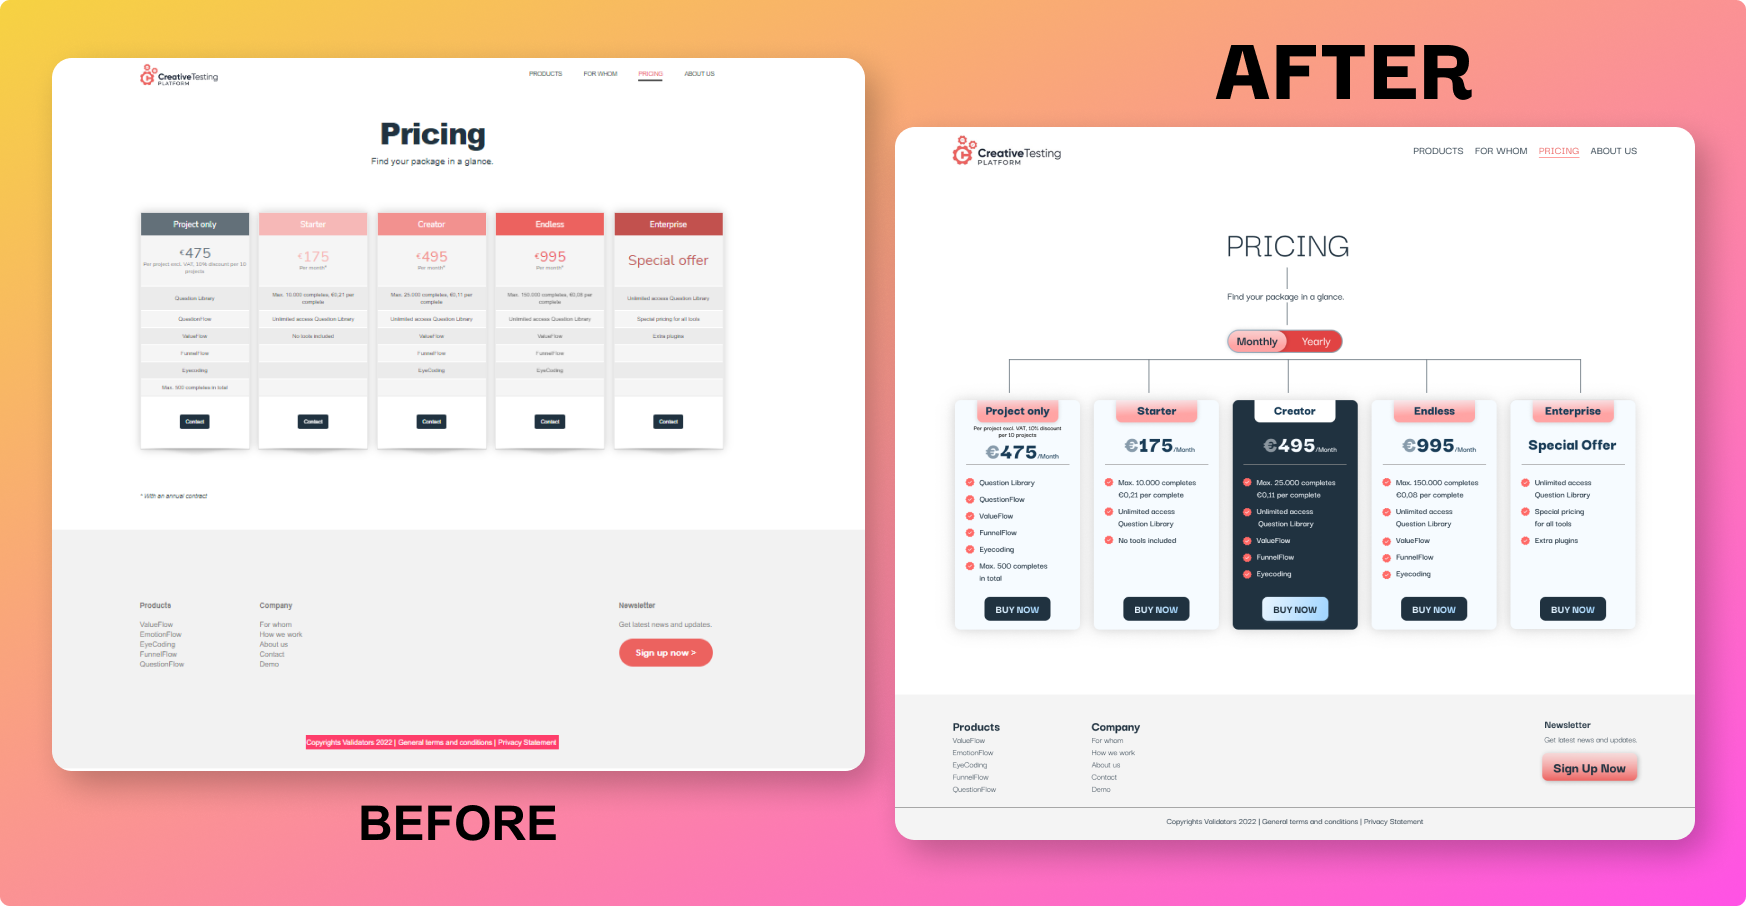 CreativeTesting
PLATFORM
PRODUCTS
FOR WHOM
PRICING
ABOUT US
Pricing
Find your package in a glance.
Project only
€475
Per project excl. VAT, 10% discount per 10
projects
Question Library
QuestionFlow
ValueFlow
FunnelFlow
Eyecoding
Max. 500 completes in total
Contact
Starter
€175
Per month*
Max. 10.000 completes, €0,21 per
complete
Unlimited access Question Library
No tools included
Contact
Creator
€495
Per month*
Max. 25.000 completes, €0,11 per
complete
Unlimited access Question Library
ValueFlow
FunnelFlow
EyeCoding
Contact
Endless
€995
Per month*
Max. 150.000 completes, €0,08 per
complete
Unlimited access Question Library
ValueFlow
FunnelFlow
EyeCoding
Contact
Enterprise
Special offer
Unlimited access Question Library
Special pricing for all tools
Extra plugins
Contact
* With an annual contract
Products
ValueFlow
EmotionFlow
EyeCoding
FunnelFlow
QuestionFlow
Company
For whom
How we work
About us
Contact
Demo
Newsletter
Get latest news and updates.
Sign up now >
Copyrights Validators 2022 | General terms and conditions | Privacy Statement
BEFORE
AFTER
CreativeTesting
PLATFORM
PRODUCTS
FOR WHOM
PRICING
ABOUT US
PRICING
Find your package in a glance.
Monthly
Yearly
Project only
Per project excl. VAT, 10% discount
per 10 projects
€475/Month
Question Library
QuestionFlow
ValueFlow
FunnelFlow
Eyecoding
Max. 500 completes
in total
BUY NOW
Starter
€175/Month
Max. 10.000 completes
€0,21 per complete
Unlimited access
Question Library
No tools included
BUY NOW
Creator
€495/Month
Max. 25.000 completes
€0,11 per complete
Unlimited access
Question Library
ValueFlow
FunnelFlow
Eyecoding
BUY NOW
Endless
€995/Month
Max. 150.000 completes
€0,08 per complete
Unlimited access
Question Library
ValueFlow
FunnelFlow
Eyecoding
BUY NOW
Enterprise
Special Offer
Unlimited access
Question Library
Special pricing
for all tools
Extra plugins
BUY NOW
Products
ValueFlow
EmotionFlow
EyeCoding
FunnelFlow
QuestionFlow
Company
For whom
How we work
About us
Contact
Demo
Newsletter
Get latest news and updates.
Sign Up Now
Copyrights Validators 2022 | General terms and conditions | Privacy Statement